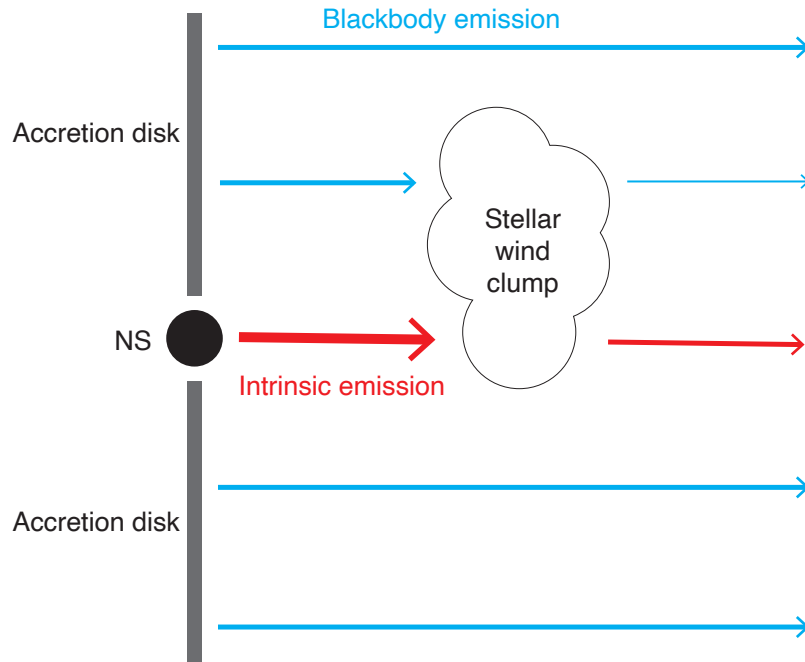 Blackbody emission
Accretion disk
Stellar
wind
clump
NS
Intrinsic emission
Accretion disk